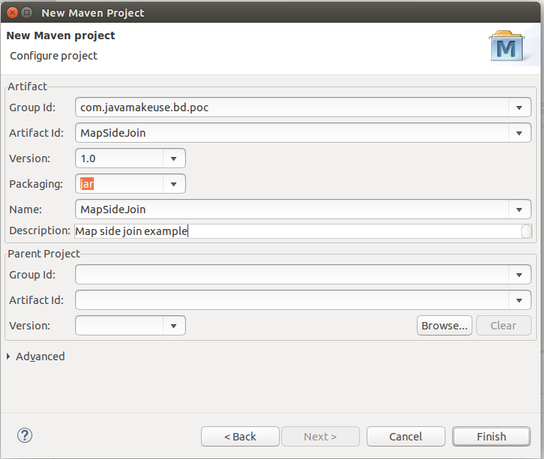 New Maven Project
New Maven project
Configure project
M
Artifact
Group Id: com.javamakeuse.bd.poc
Artifact Id: MapSideJoin
Version: 1.0
Packaging: jar
Name: MapSideJoin
Description: Map side join example
Parent Project
Group Id:
Artifact Id:
Version: Browse... Clear
Advanced
? < Back Next > Cancel Finish